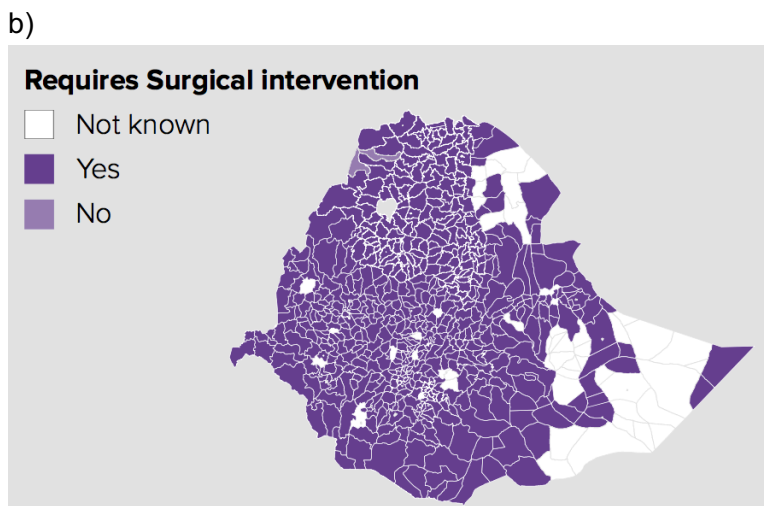 b)
Requires Surgical intervention
Not known
Yes
No